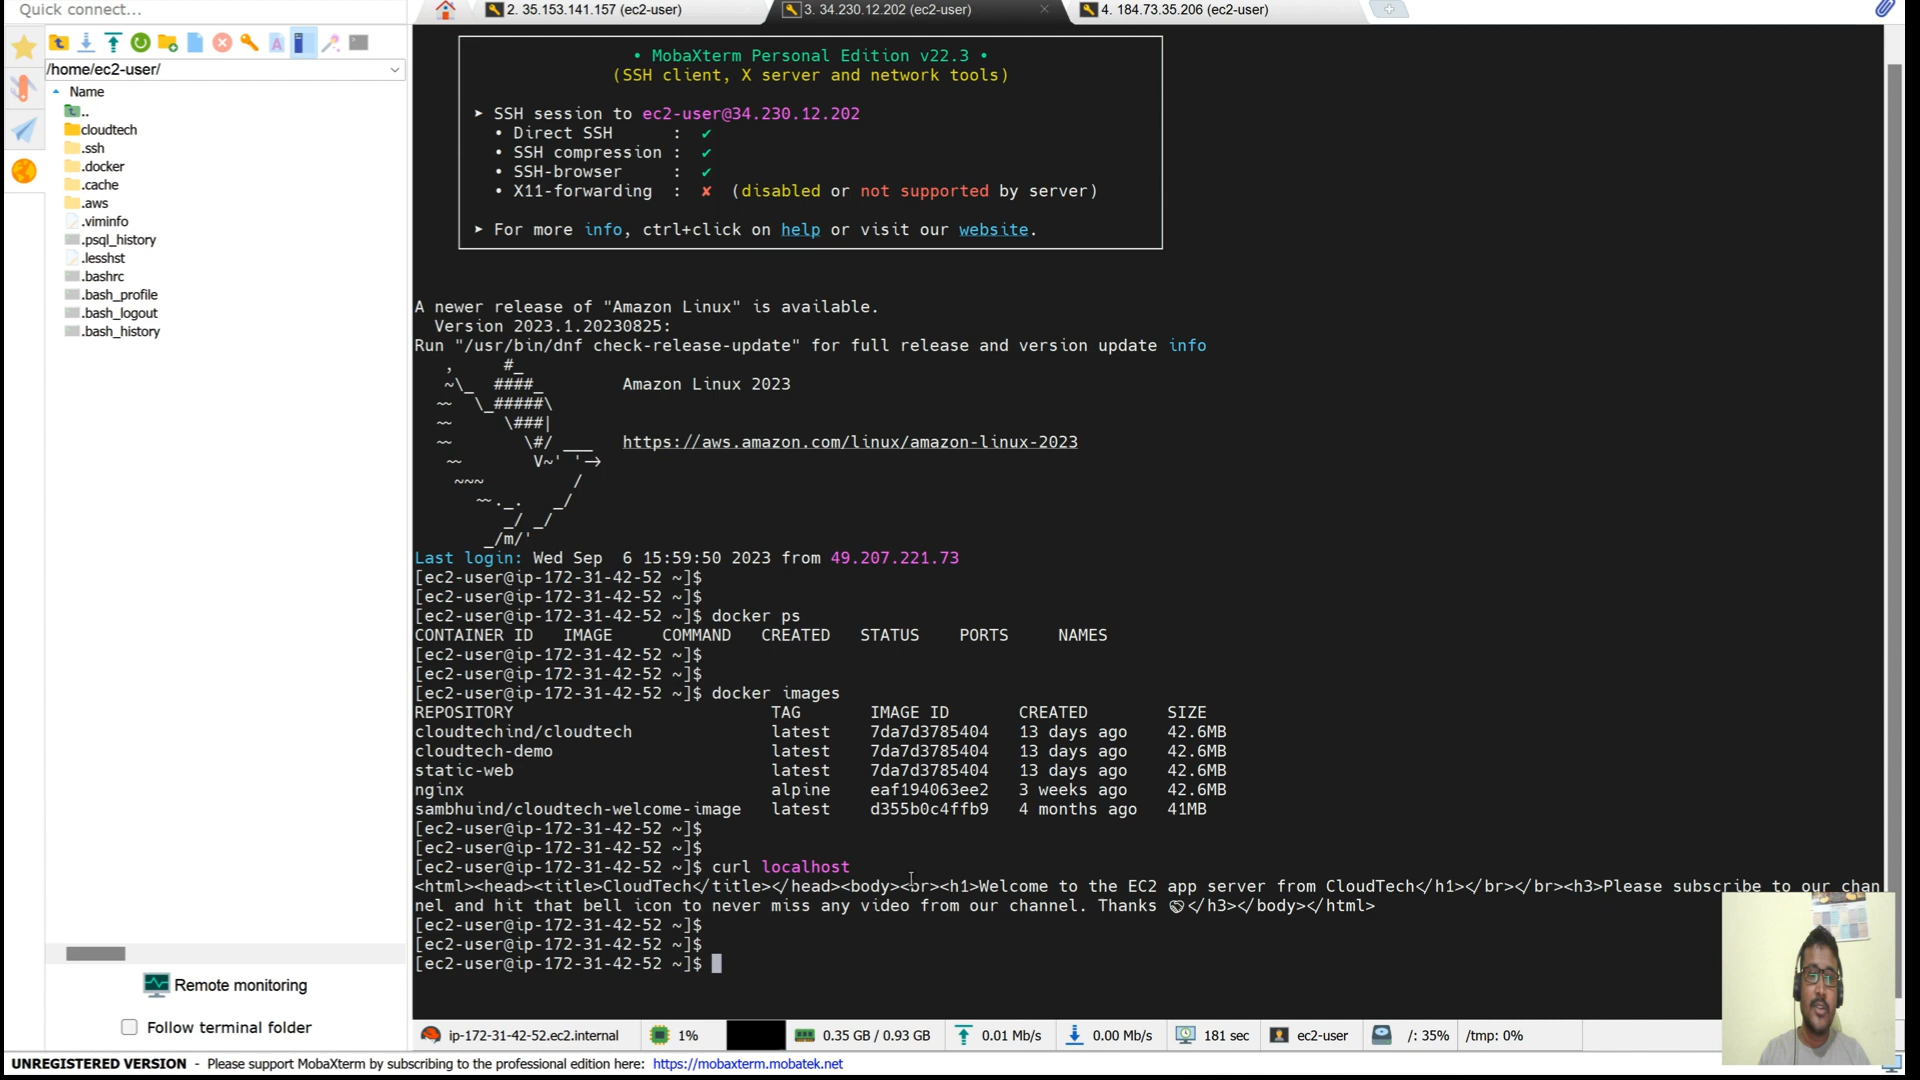 Quick connect...
2. 35.153.141.157 (ec2-user)
3. 34.230.12.202 (ec2-user)
4. 184.73.35.206 (ec2-user)
/home/ec2-user/
Name
..
cloudtech
.ssh
.docker
.cache
.aws
.viminfo
.psql_history
.lesshst
.bashrc
.bash_profile
.bash_logout
.bash_history
Remote monitoring
Follow terminal folder
• MobaXterm Personal Edition v22.3 •
(SSH client, X server and network tools)
➤ SSH session to ec2-user@34.230.12.202
• Direct SSH : ✔
• SSH compression : ✔
• SSH-browser : ✔
• X11-forwarding : ✘ (disabled or not supported by server)
➤ For more info, ctrl+click on help or visit our website.
A newer release of "Amazon Linux" is available.
Version 2023.1.20230825:
Run "/usr/bin/dnf check-release-update" for full release and version update info
, #_
~\_ ####_ Amazon Linux 2023
~~ \_#####\
~~ \###|
~~ \#/ ___ https://aws.amazon.com/linux/amazon-linux-2023
~~ V~' '->
~~~ /
~~._. _/
_/ _/
_/m/'
Last login: Wed Sep 6 15:59:50 2023 from 49.207.221.73
[ec2-user@ip-172-31-42-52 ~]$
[ec2-user@ip-172-31-42-52 ~]$
[ec2-user@ip-172-31-42-52 ~]$ docker ps
CONTAINER ID IMAGE COMMAND CREATED STATUS PORTS NAMES
[ec2-user@ip-172-31-42-52 ~]$
[ec2-user@ip-172-31-42-52 ~]$
[ec2-user@ip-172-31-42-52 ~]$ docker images
REPOSITORY TAG IMAGE ID CREATED SIZE
cloudtechind/cloudtech latest 7da7d3785404 13 days ago 42.6MB
cloudtech-demo latest 7da7d3785404 13 days ago 42.6MB
static-web latest 7da7d3785404 13 days ago 42.6MB
nginx alpine eaf194063ee2 3 weeks ago 42.6MB
sambhuind/cloudtech-welcome-image latest d355b0c4ffb9 4 months ago 41MB
[ec2-user@ip-172-31-42-52 ~]$
[ec2-user@ip-172-31-42-52 ~]$
[ec2-user@ip-172-31-42-52 ~]$ curl localhost
<html><head><title>CloudTech</title></head><body><br><h1>Welcome to the EC2 app server from CloudTech</h1></br></br><h3>Please subscribe to our chan
nel and hit that bell icon to never miss any video from our channel. Thanks </h3></body></html>
[ec2-user@ip-172-31-42-52 ~]$
[ec2-user@ip-172-31-42-52 ~]$
[ec2-user@ip-172-31-42-52 ~]$
ip-172-31-42-52.ec2.internal 1% 0.35 GB / 0.93 GB 0.01 Mb/s 0.00 Mb/s 181 sec ec2-user /: 35% /tmp: 0%
UNREGISTERED VERSION - Please support MobaXterm by subscribing to the professional edition here: https://mobaxterm.mobatek.net